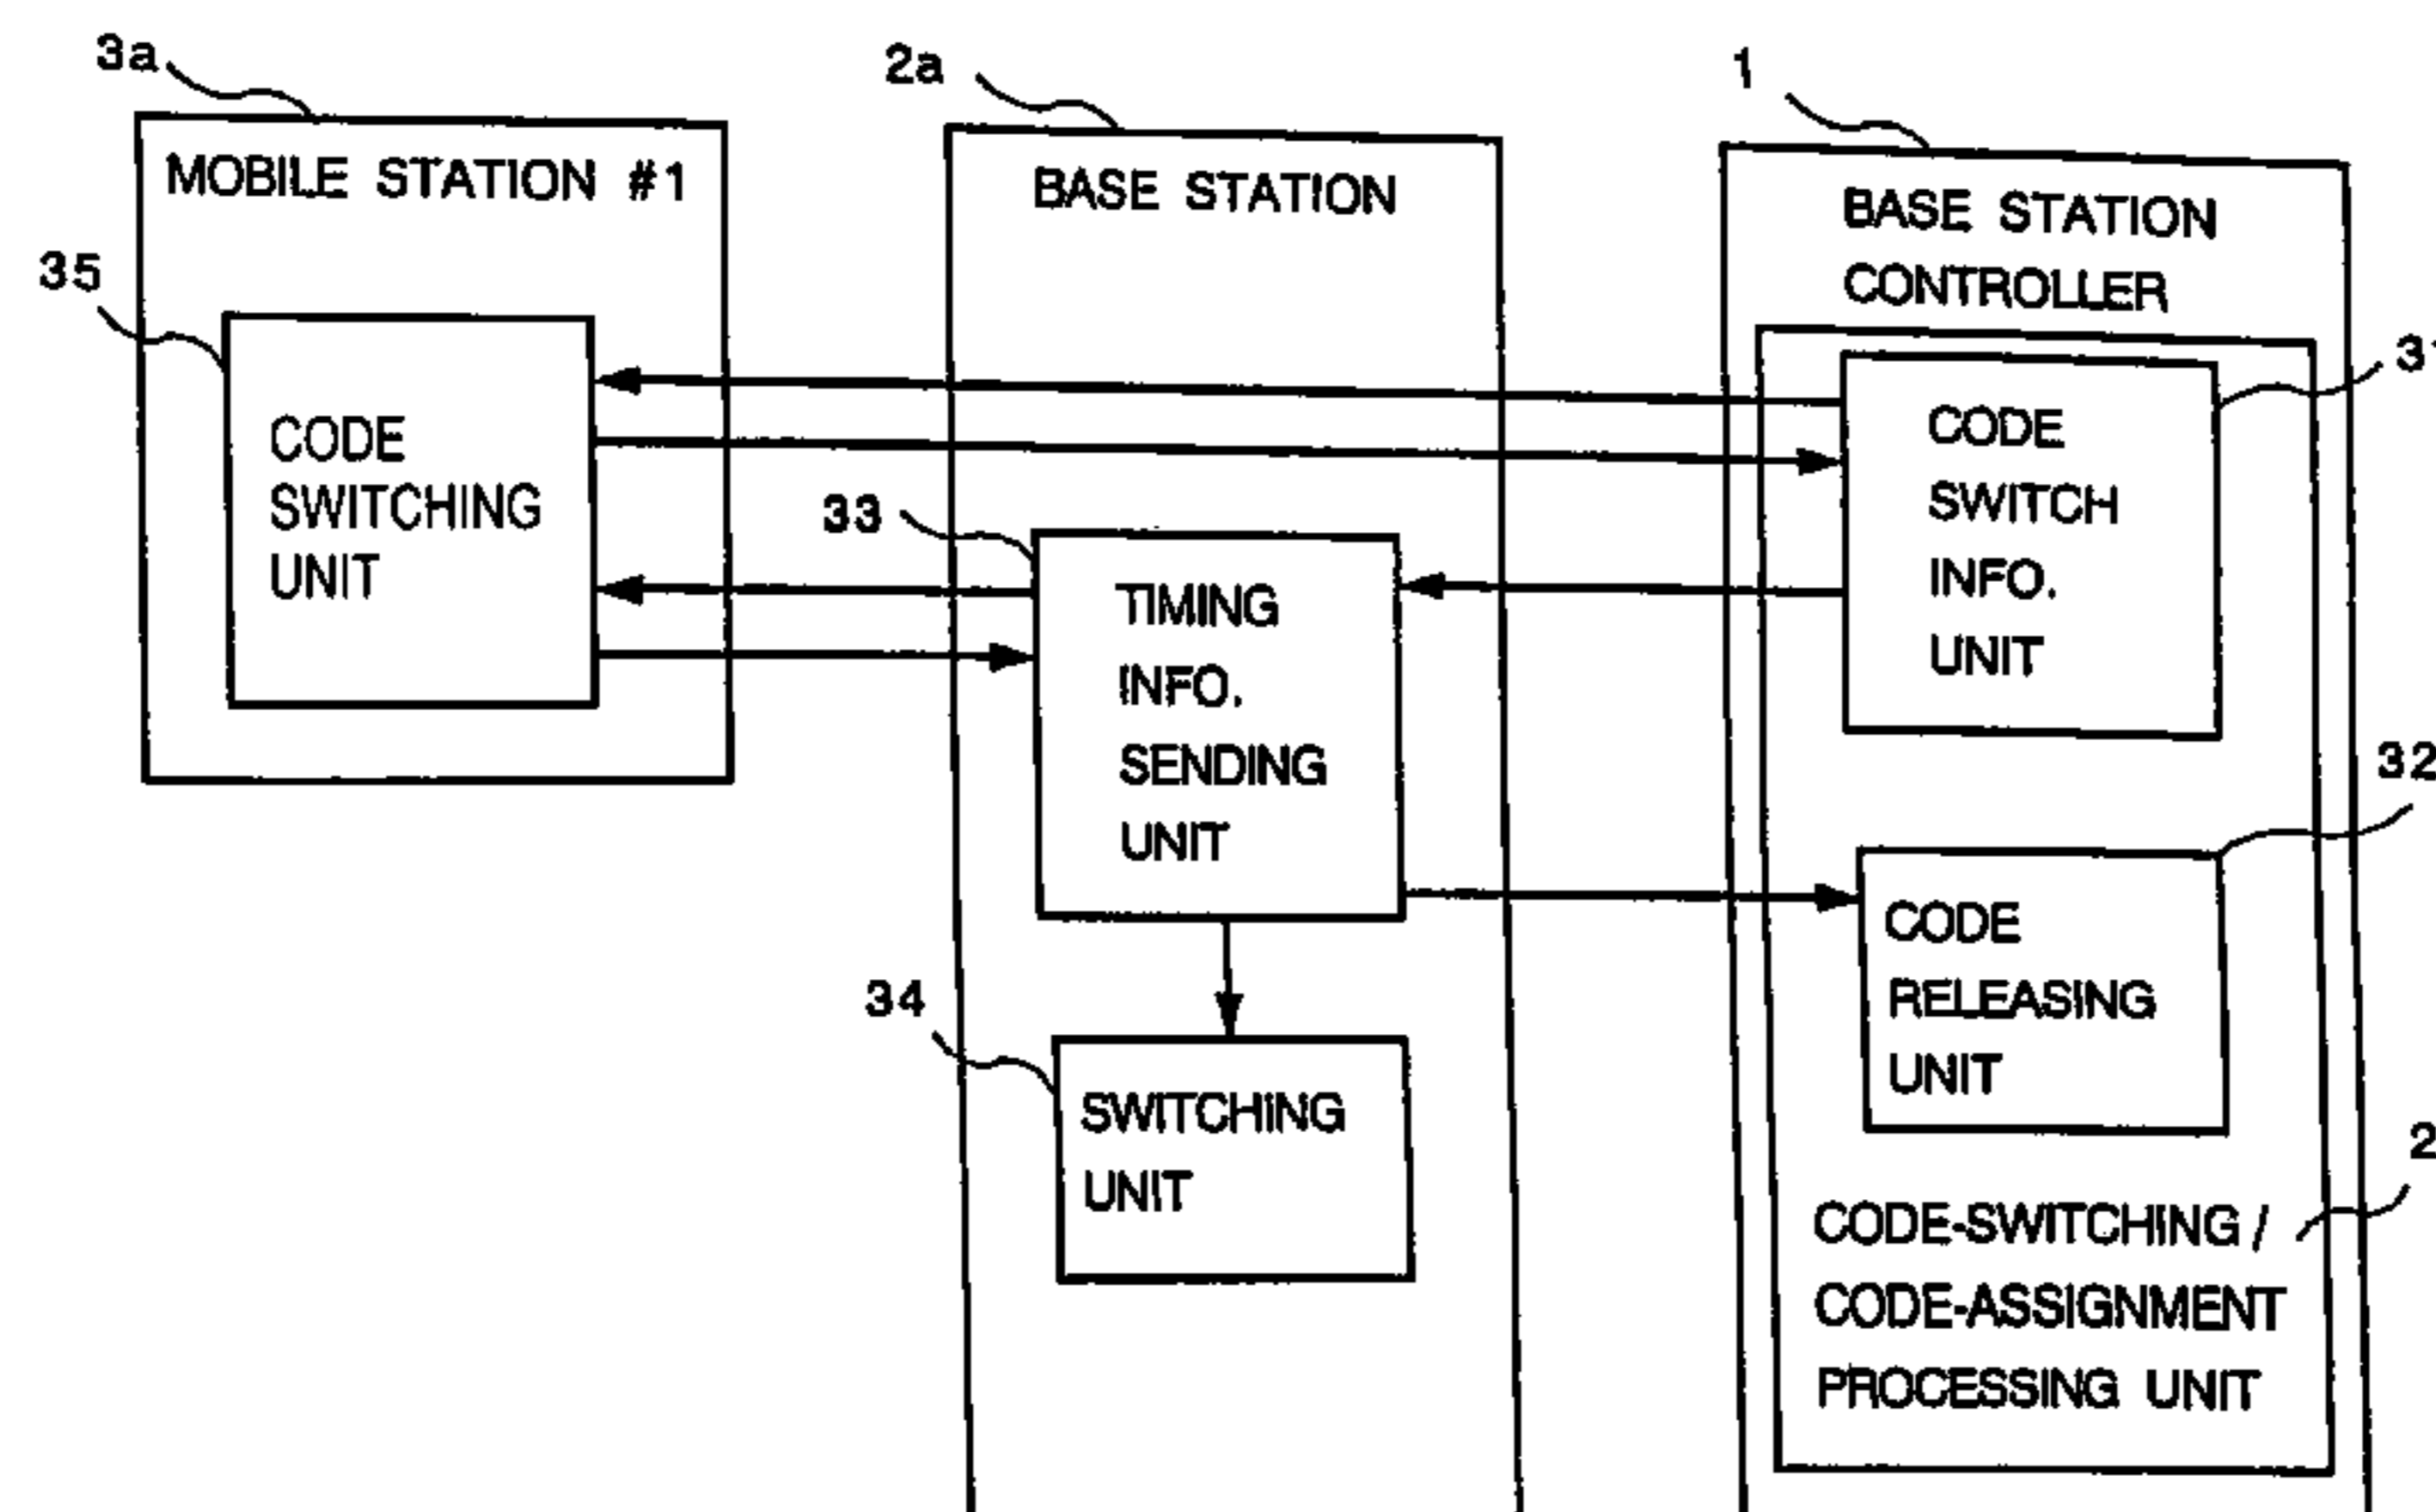 3a
2a
1
MOBILE STATION #1
BASE STATION
BASE STATION
CONTROLLER
35
CODE
SWITCHING
UNIT
33
TIMING
INFO.
SENDING
UNIT
CODE
SWITCH
INFO.
UNIT
32
34
SWITCHING
UNIT
CODE
RELEASING
UNIT
CODE-SWITCHING /
CODE-ASSIGNMENT
PROCESSING UNIT